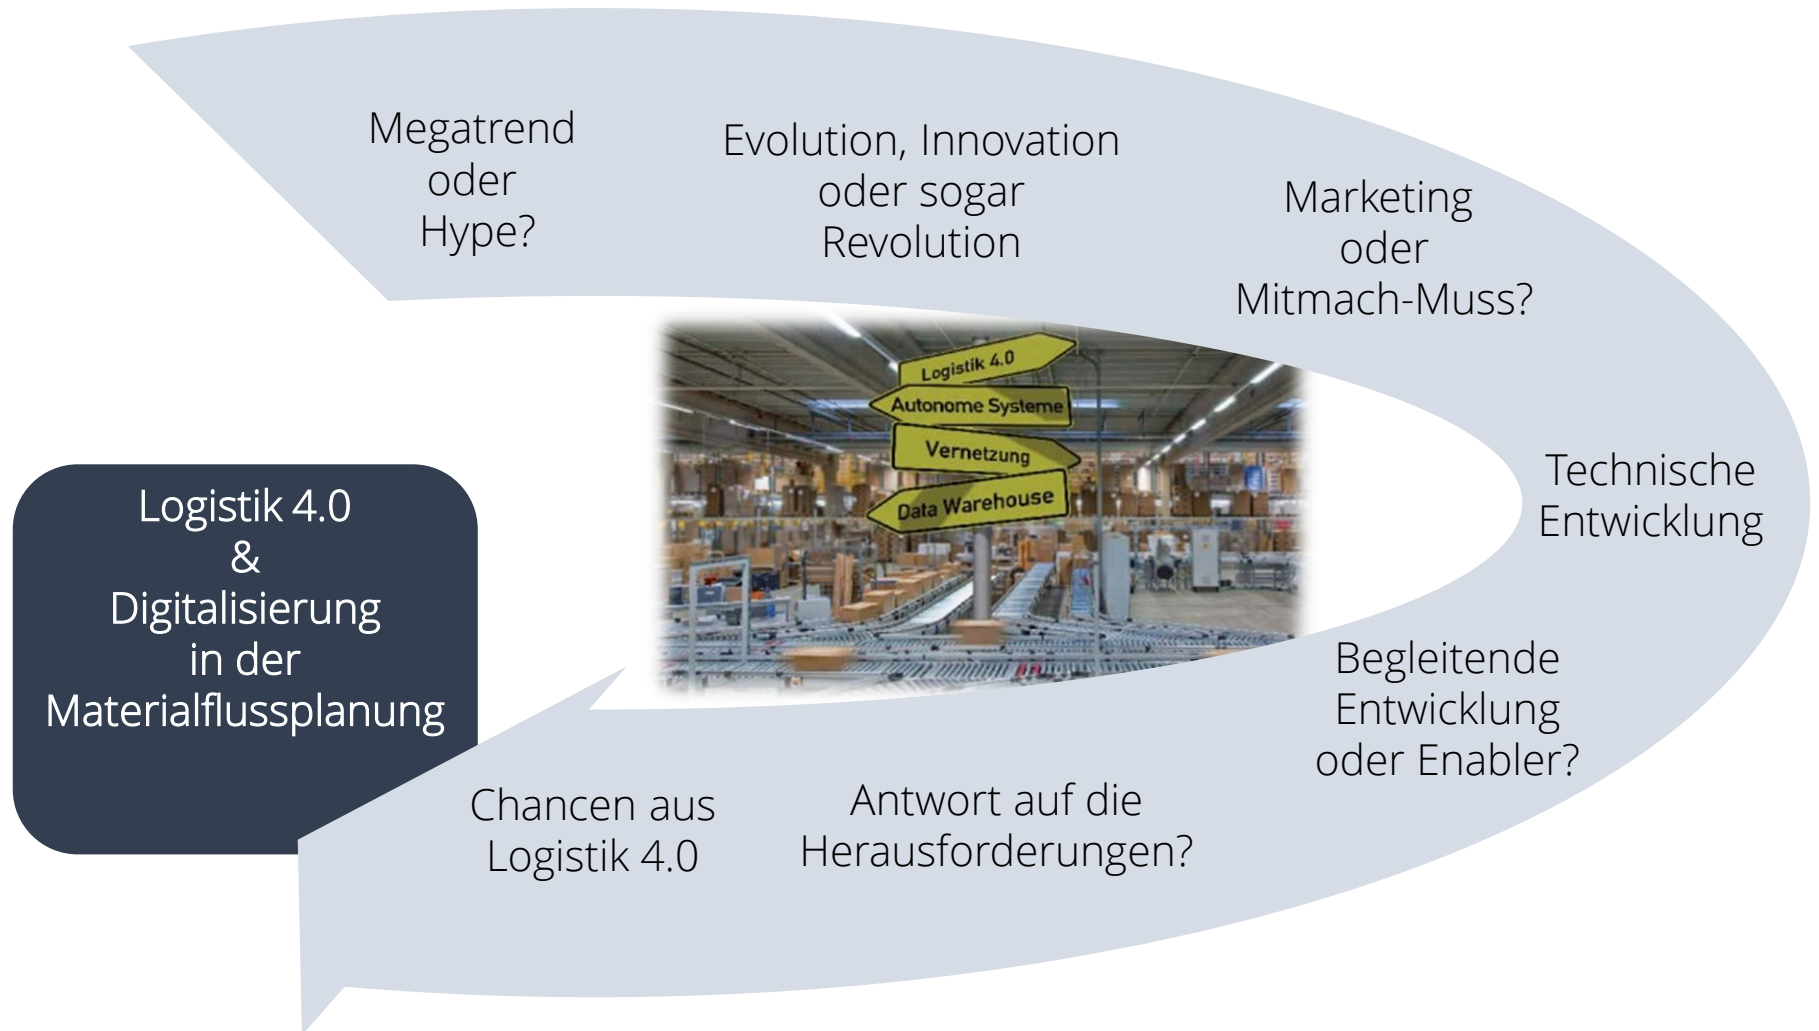 Megatrend
oder
Hype?
Evolution, Innovation
oder sogar
Revolution
Marketing
oder
Mitmach-Muss?
Technische
Entwicklung
Begleitende
Entwicklung
oder Enabler?
Antwort auf die
Herausforderungen?
Chancen aus
Logistik 4.0
Logistik 4.0
&
Digitalisierung
in der
Materialflussplanung
Logistik 4.0
Autonome Systeme
Vernetzung
Data Warehouse